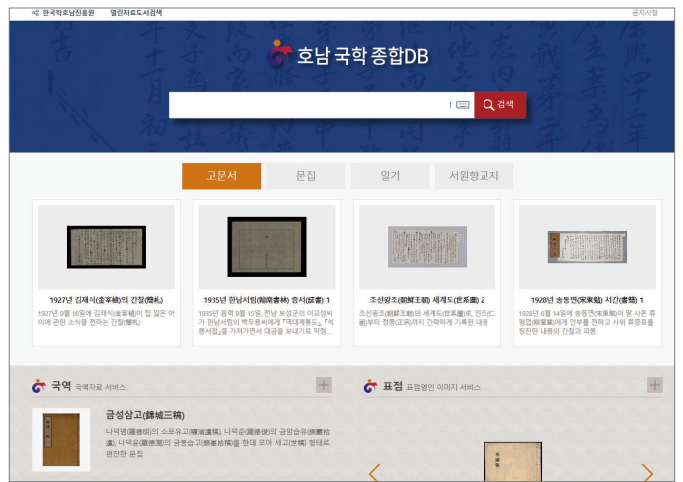 한국학호남진흥원 열린자료도서검색 공지사항
호남 국학 종합DB
검색
고문서 문집 일기 서원향교지
1927년 김재식(金宰植)의 간찰(簡札)
1927년 9월 16일에 김재식(金宰植)이 집 잃은 아
이에 관한 소식을 전하는 간찰(簡札)
1935년 한남서림(翰南書林) 증서(証書) 1
1935년 음력 9월 15일, 전남 보성군의 이교성씨
가 한남서림의 백두용씨에게 『역대계통도』, 『석
봉서첩』을 가져가면서 대금을 보내기로 약정...
조선왕조(朝鮮王朝) 세계도(世系圖) 2
조선왕조(朝鮮王朝)의 세계도(世系圖)로, 인조(仁
祖)부터 정종(正宗)까지 간략하게 기록한 내용
1928년 송동면(宋東勉) 서간(書簡) 1
1928년 6월 14일에 송동면(宋東勉)이 딸 사돈 류
형업(柳瀅業)에게 안부를 전하고 사위 류증효를
칭찬한 내용의 간찰과 피봉
국역 국역자료 서비스
표점 표점영인 이미지 서비스
금성삼고(錦城三稿)
나덕명(羅德明)의 소포유고(嘯浦遺稿), 나덕준(羅德峻)의 금암습유(錦巖拾
遺), 나덕윤(羅德潤)의 금봉습고(錦峯拾稿)를 한데 모아 세고(世稿) 형태로
편찬한 문집